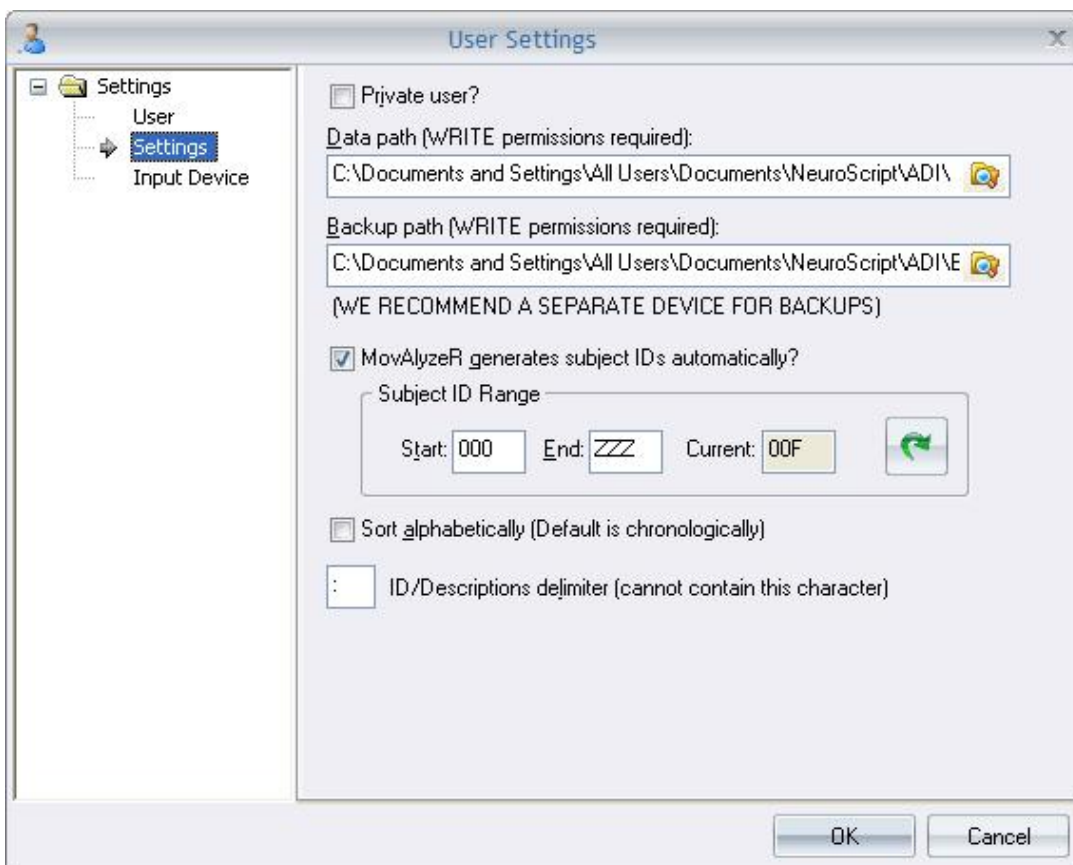 User Settings
Settings
User
Settings
Input Device
Private user?
Data path (WRITE permissions required):
C:\Documents and Settings\All Users\Documents\NeuroScript\ADI\
Backup path (WRITE permissions required):
C:\Documents and Settings\All Users\Documents\NeuroScript\ADI\E
(WE RECOMMEND A SEPARATE DEVICE FOR BACKUPS)
MovAlyzeR generates subject IDs automatically?
Subject ID Range
Start: 000 End: ZZZ Current: 00F
Sort alphabetically (Default is chronologically)
: ID/Descriptions delimiter (cannot contain this character)
OK Cancel